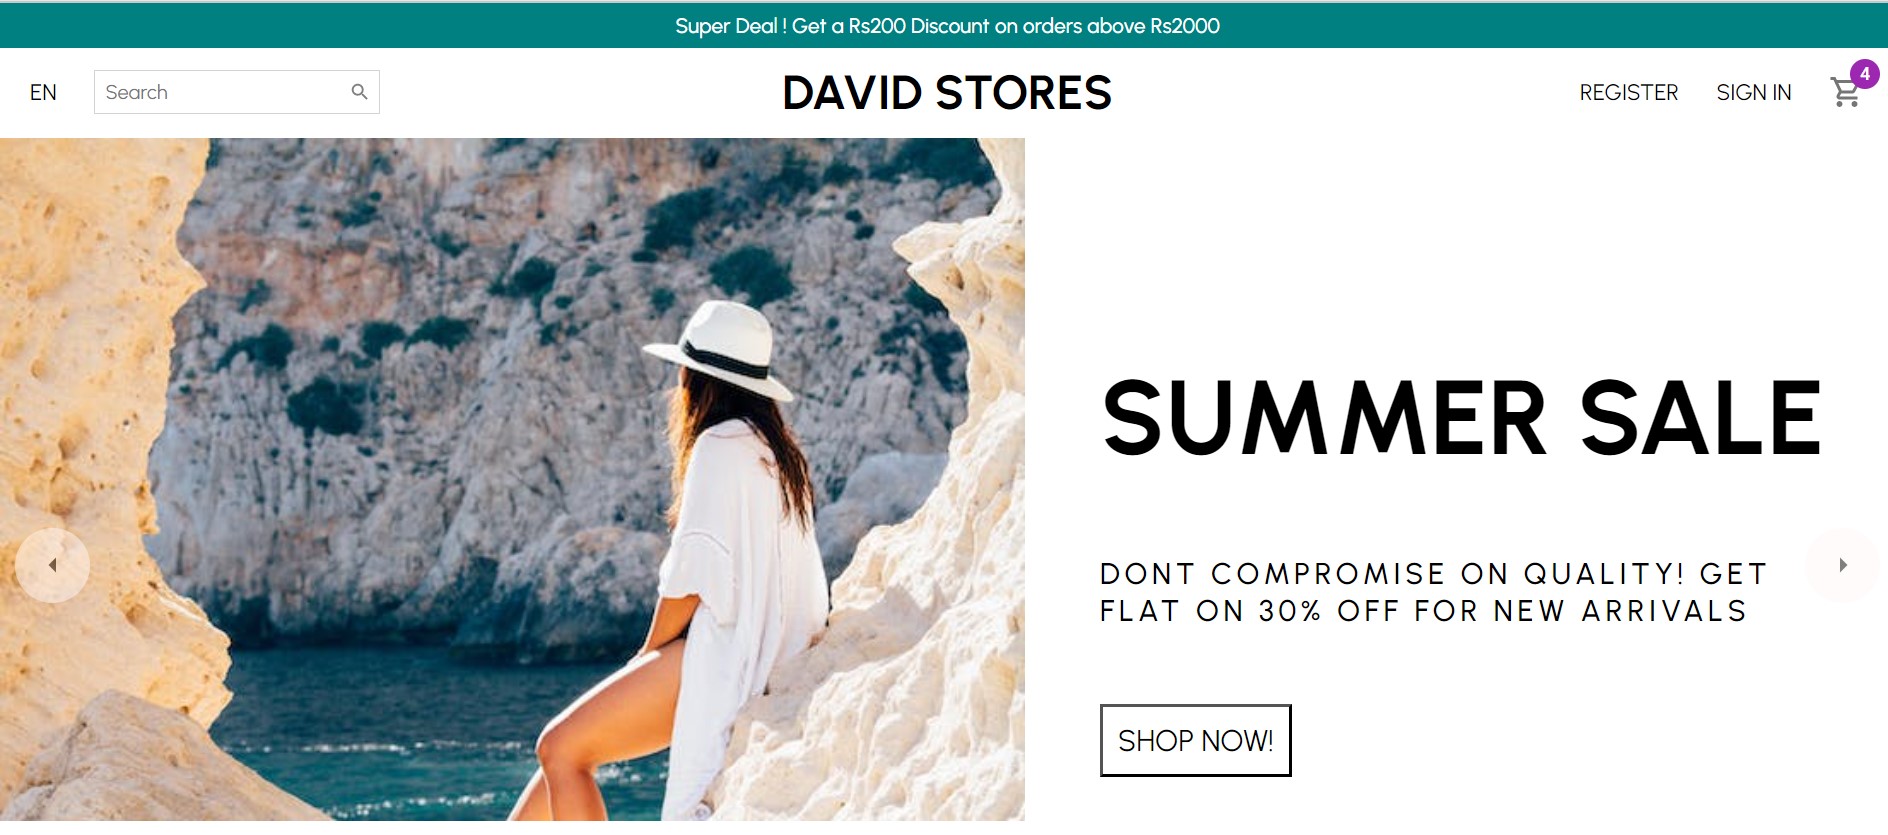 Super Deal ! Get a Rs200 Discount on orders above Rs2000
EN
Search
DAVID STORES
REGISTER
SIGN IN
4
SUMMER SALE
DONT COMPROMISE ON QUALITY! GET
FLAT ON 30% OFF FOR NEW ARRIVALS
SHOP NOW!